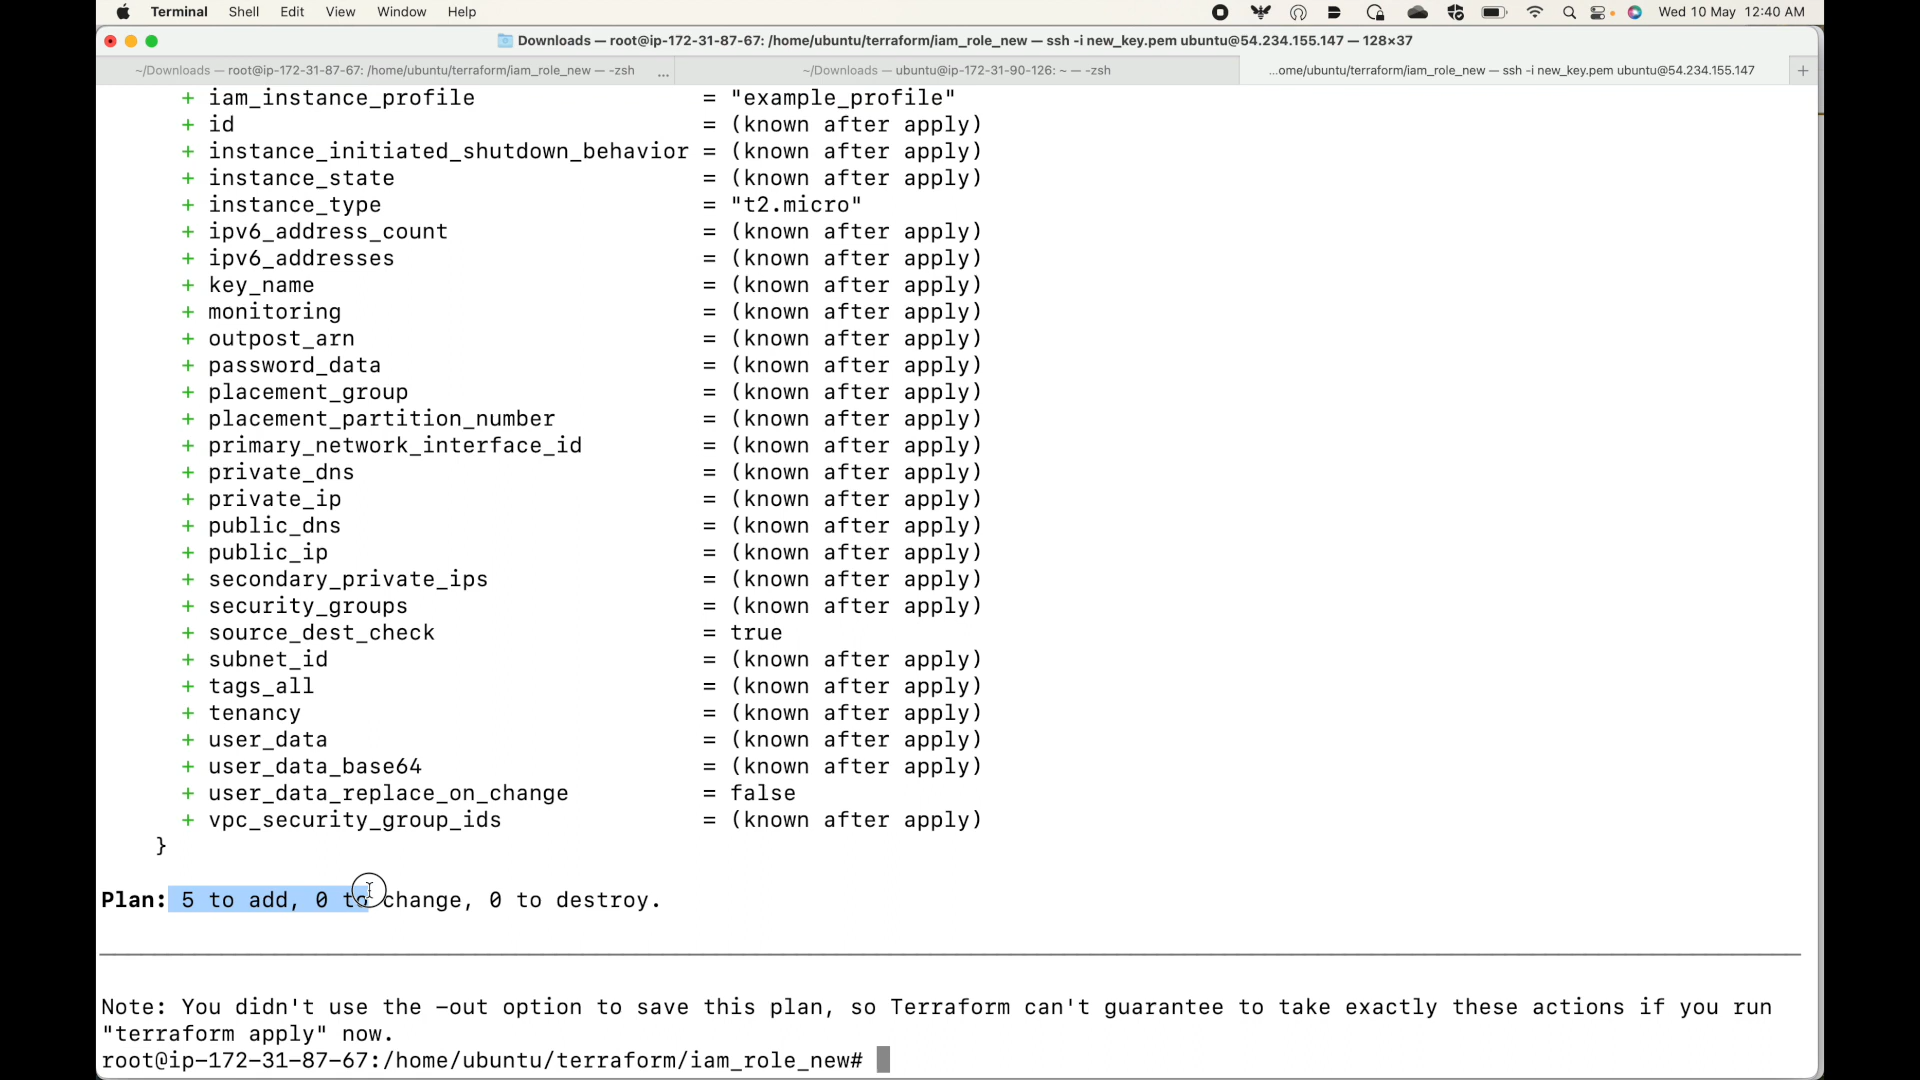 Terminal Shell Edit View Window Help Wed 10 May 12:40 AM
Downloads — root@ip-172-31-87-67: /home/ubuntu/terraform/iam_role_new — ssh -i new_key.pem ubuntu@54.234.155.147 — 128×37
~/Downloads — root@ip-172-31-87-67: /home/ubuntu/terraform/iam_role_new — -zsh ... ~/Downloads — ubuntu@ip-172-31-90-126: ~ — -zsh ...ome/ubuntu/terraform/iam_role_new — ssh -i new_key.pem ubuntu@54.234.155.147 +
+ iam_instance_profile = "example_profile"
+ id = (known after apply)
+ instance_initiated_shutdown_behavior = (known after apply)
+ instance_state = (known after apply)
+ instance_type = "t2.micro"
+ ipv6_address_count = (known after apply)
+ ipv6_addresses = (known after apply)
+ key_name = (known after apply)
+ monitoring = (known after apply)
+ outpost_arn = (known after apply)
+ password_data = (known after apply)
+ placement_group = (known after apply)
+ placement_partition_number = (known after apply)
+ primary_network_interface_id = (known after apply)
+ private_dns = (known after apply)
+ private_ip = (known after apply)
+ public_dns = (known after apply)
+ public_ip = (known after apply)
+ secondary_private_ips = (known after apply)
+ security_groups = (known after apply)
+ source_dest_check = true
+ subnet_id = (known after apply)
+ tags_all = (known after apply)
+ tenancy = (known after apply)
+ user_data = (known after apply)
+ user_data_base64 = (known after apply)
+ user_data_replace_on_change = false
+ vpc_security_group_ids = (known after apply)
}
Plan: 5 to add, 0 to change, 0 to destroy.
Note: You didn't use the -out option to save this plan, so Terraform can't guarantee to take exactly these actions if you run
"terraform apply" now.
root@ip-172-31-87-67:/home/ubuntu/terraform/iam_role_new#